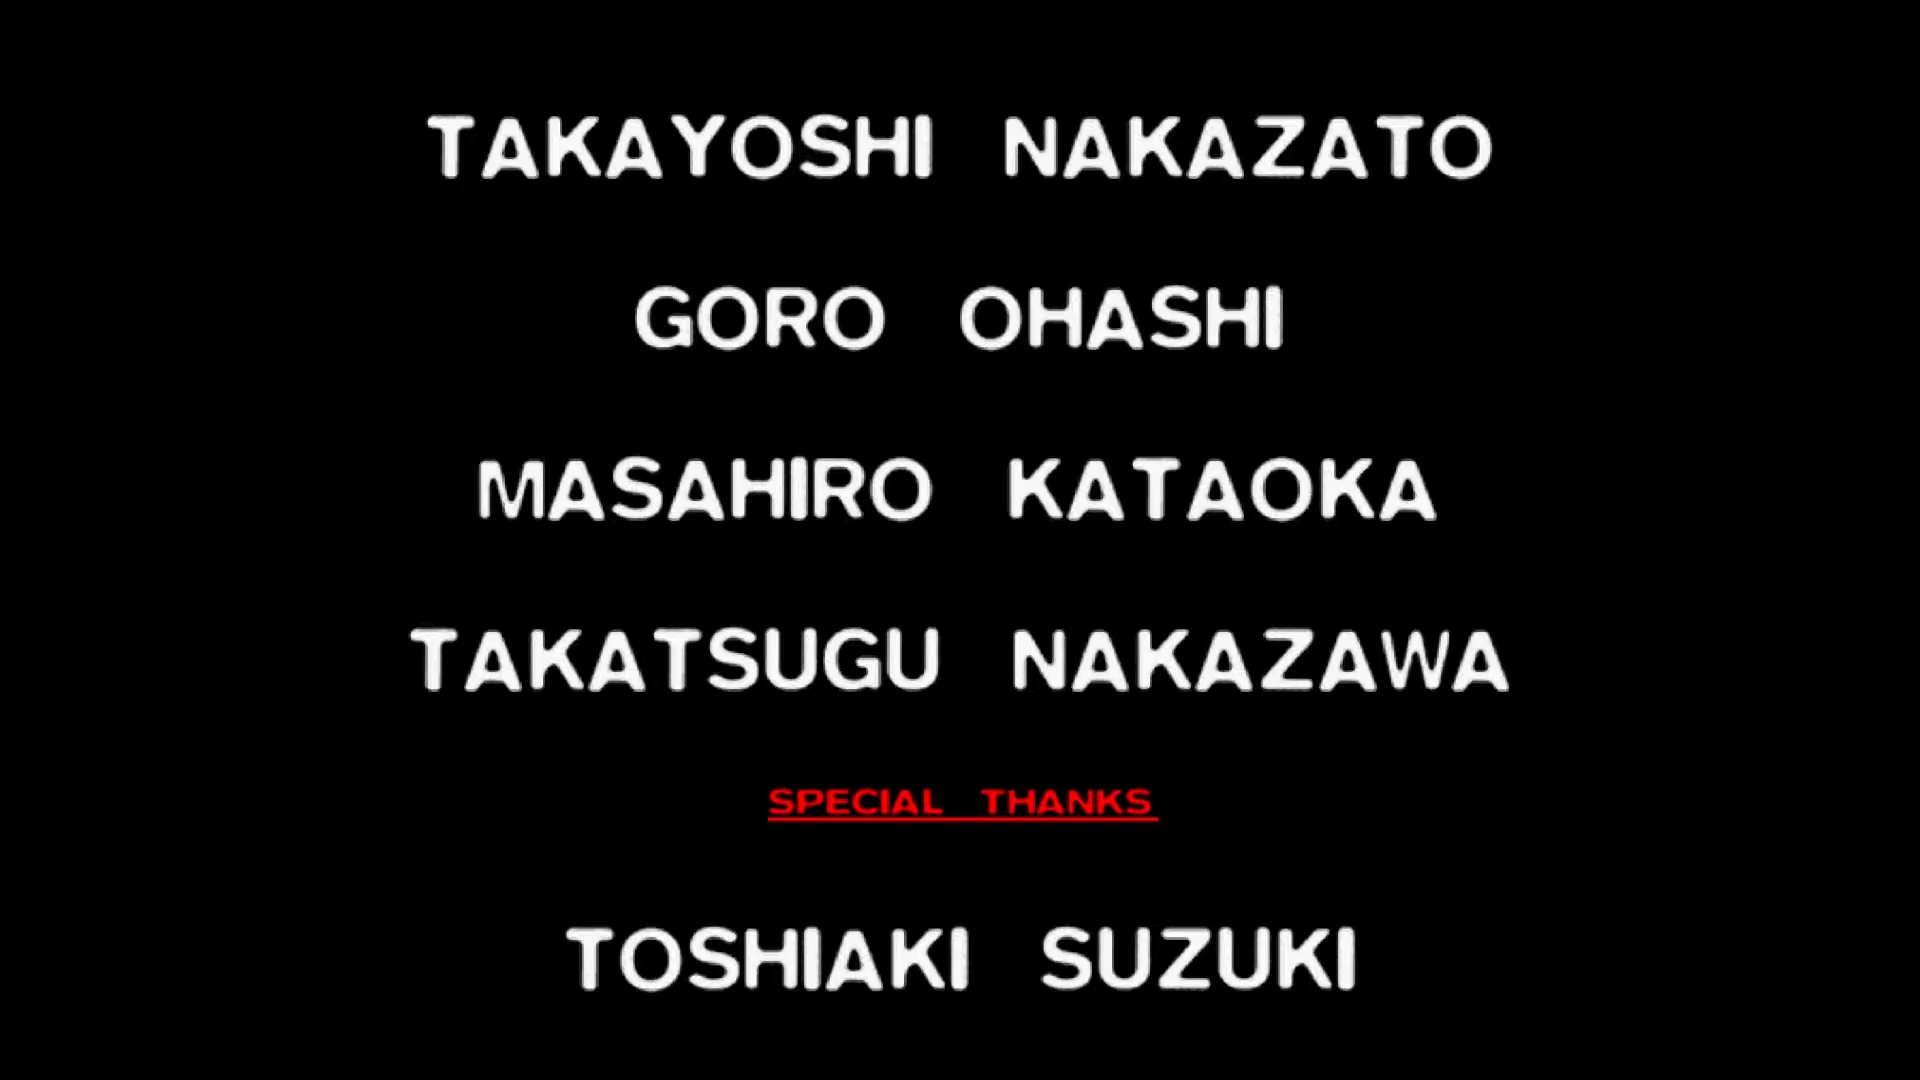 TAKAYOSHI NAKAZATO
GORO OHASHI
MASAHIRO KATAOKA
TAKATSUGU NAKAZAWA
SPECIAL THANKS
TOSHIAKI SUZUKI